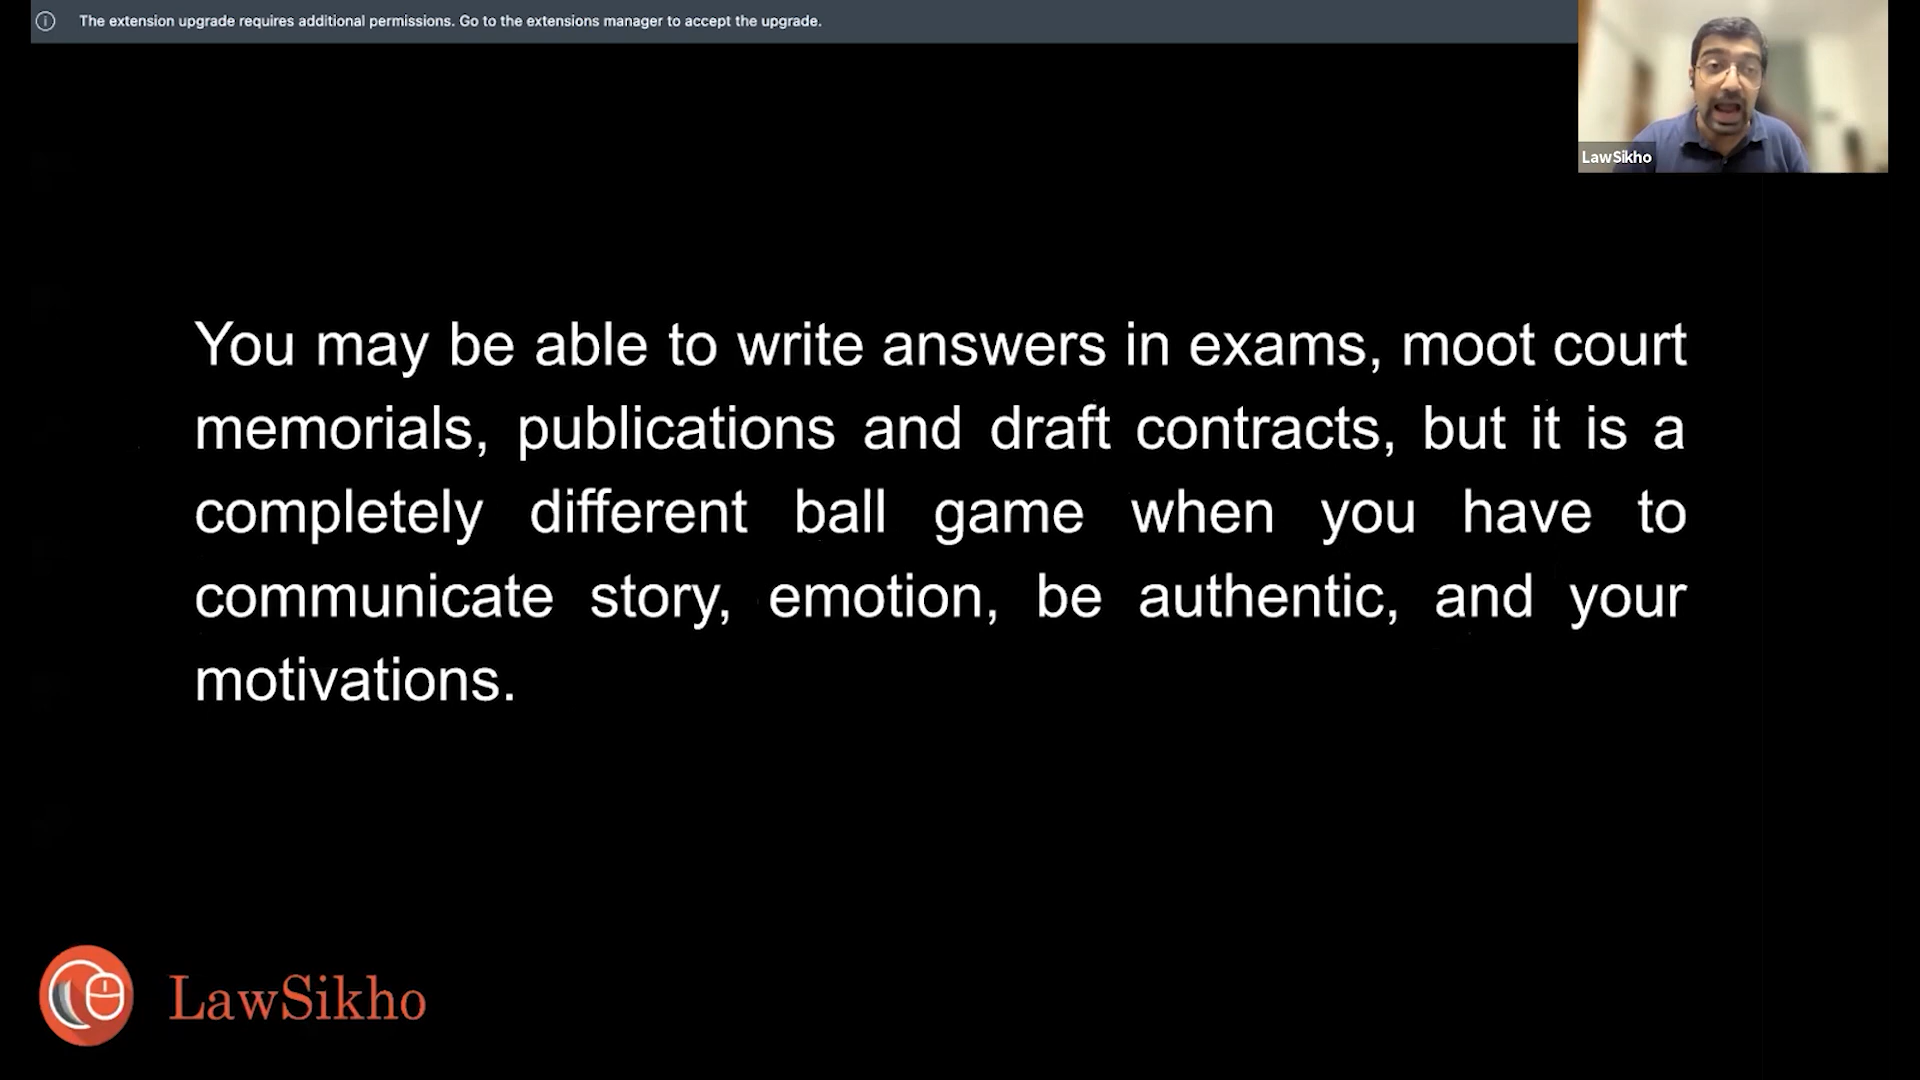 The extension upgrade requires additional permissions. Go to the extensions manager to accept the upgrade.
LawSikho
You may be able to write answers in exams, moot court
memorials, publications and draft contracts, but it is a
completely different ball game when you have to
communicate story, emotion, be authentic, and your
motivations.
LawSikho